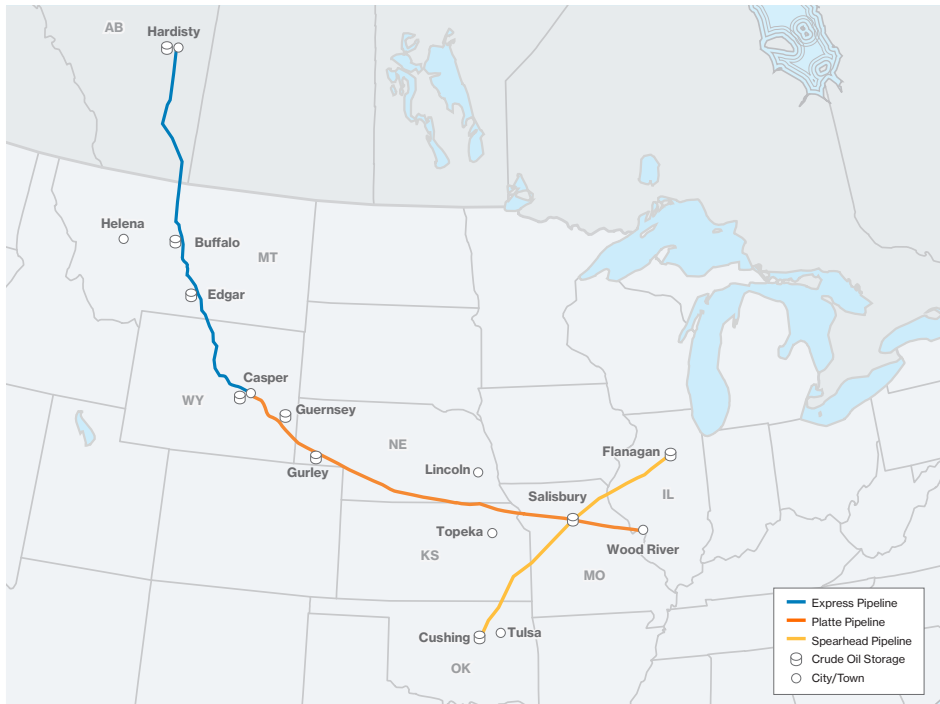 AB
Hardisty
Helena
Buffalo
MT
Edgar
Casper
WY
Guernsey
NE
Gurley
Lincoln
Flanagan
Salisbury
IL
Topeka
Wood River
KS
MO
Cushing
Tulsa
OK
Express Pipeline
Platte Pipeline
Spearhead Pipeline
Crude Oil Storage
City/Town